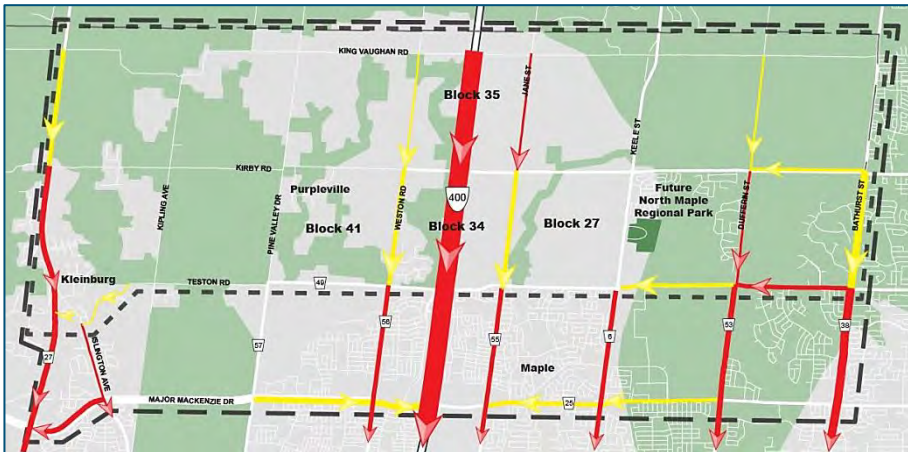 KING VAUGHAN RD
JANE ST
Block 35
KEELE ST
KIRBY RD
KIPLING AVE
PINE VALLEY DR
Purpleville
WESTON RD
400
Future
North Maple
Regional Park
DUFFERIN ST
BATHURST ST
Block 41
Block 34
Block 27
Kleinburg
TESTON RD
49
27
ISLINGTON AVE
57
56
55
6
53
38
Maple
MAJOR MACKENZIE DR
25